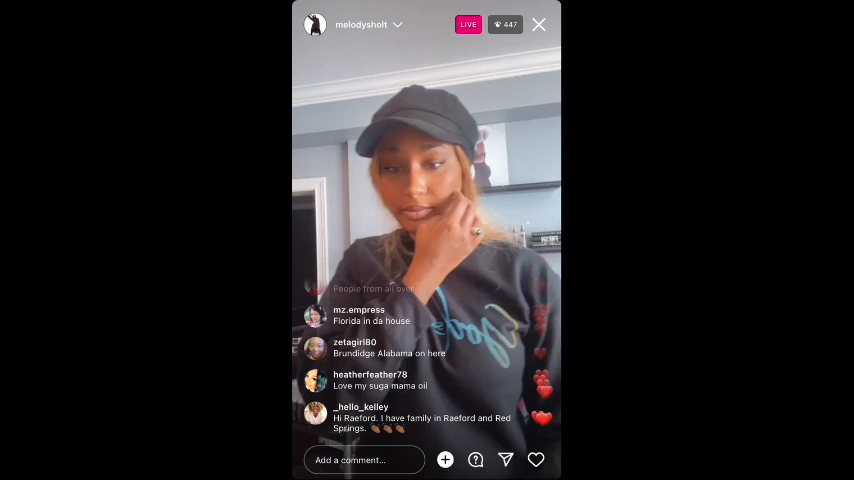 melodysholt
LIVE
447
People from all over
mz.empress
Florida in da house
zetagirl80
Brundidge Alabama on here
heatherfeather78
Love my suga mama oil
_hello_kelley
Hi Raeford. I have family in Raeford and Red
Springs. 👏🏾👏🏾👏🏾
Add a comment...